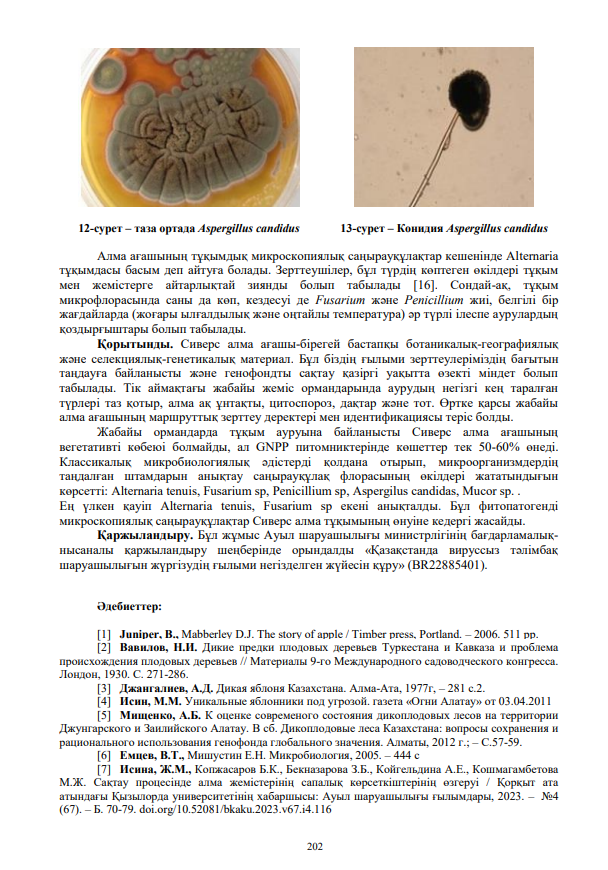 12-сурет – таза ортада Aspergillus candidus
13-сурет – Конидия Aspergillus candidus
Алма ағашының тұқымдық микроскопиялық саңырауқұлақтар кешенінде Alternaria
тұқымдасы басым деп айтуға болады. Зерттеушілер, бұл түрдің көптеген өкілдері тұқым
мен жемістерге айтарлықтай зиянды болып табылады [16]. Сондай-ақ, тұқым
микрофлорасында саны да көп, кездесуі де Fusarium және Penicillium жиі, белгілі бір
жағдайларда (жоғары ылғалдылық және оңтайлы температура) әр түрлі ілеспе аурулардың
қоздырғыштары болып табылады.
Қорытынды. Сиверс алма ағашы-бірегей бастапқы ботаникалық-географиялық
және селекциялық-генетикалық материал. Бұл біздің ғылыми зерттеулеріміздің бағытын
таңдауға байланысты және генофондты сақтау қазіргі уақытта өзекті міндет болып
табылады. Тік аймақтағы жабайы жеміс ормандарында аурудың негізгі кең таралған
түрлері таз қотыр, алма ақ ұнтақты, цитоспороз, дақтар және тот. Өртке қарсы жабайы
алма ағашының маршруттық зерттеу деректері мен идентификациясы теріс болды.
Жабайы ормандарда тұқым ауруына байланысты Сиверс алма ағашының
вегетативті көбеюі болмайды, ал GNPP питомниктерінде көшеттер тек 50-60% өнеді.
Классикалық микробиологиялық әдістерді қолдана отырып, микроорганизмдердің
таңдалған штамдарын анықтау саңырауқұлақ флорасының өкілдері жататындығын
көрсетті: Alternaria tenuis, Fusarium sp, Penicillium sp, Aspergilus candidas, Mucor sp. .
Ең үлкен қауіп Alternaria tenuis, Fusarium sp екені анықталды. Бұл фитопатогенді
микроскопиялық саңырауқұлақтар Сиверс алма тұқымының өнуіне кедергі жасайды.
Қаржыландыру. Бұл жұмыс Ауыл шаруашылығы министрлігінің бағдарламалық-
нысаналы қаржыландыру шеңберінде орындалды «Қазақстанда вируссыз тәлімбақ
шаруашылығын жүргізудің ғылыми негізделген жүйесін құру» (BR22885401).
Әдебиеттер:
[1] Juniper, B., Mabberley D.J. The story of apple / Timber press, Portland. – 2006. 511 pp.
[2] Вавилов, Н.И. Дикие предки плодовых деревьев Туркестана и Кавказа и проблема
происхождения плодовых деревьев // Материалы 9-го Международного садоводческого конгресса.
Лондон, 1930. С. 271-286.
[3] Джангалиев, А.Д. Дикая яблоня Казахстана. Алма-Ата, 1977г, – 281 с.2.
[4] Исин, М.М. Уникальные яблонники под угрозой. газета «Огни Алатау» от 03.04.2011
[5] Мищенко, А.Б. К оценке современого состояния дикоплодовых лесов на территории
Джунгарского и Заилийского Алатау. В сб. Дикоплодовые леса Казахстана: вопросы сохранения и
рационального использования генофонда глобального значения. Алматы, 2012 г.; – С.57-59.
[6] Емцев, В.Т., Мишустин Е.Н. Микробиология, 2005. – 444 с
[7] Исина, Ж.М., Копжасаров Б.К., Бекназарова З.Б., Койгельдина А.Е., Кошмагамбетова
М.Ж. Сақтау процесінде алма жемістерінің сапалық көрсеткіштерінің өзгеруі / Қорқыт ата
атындағы Қызылорда университетінің хабаршысы: Ауыл шаруашылығы ғылымдары, 2023. – №4
(67). – Б. 70-79. doi.org/10.52081/bkaku.2023.v67.i4.116
202